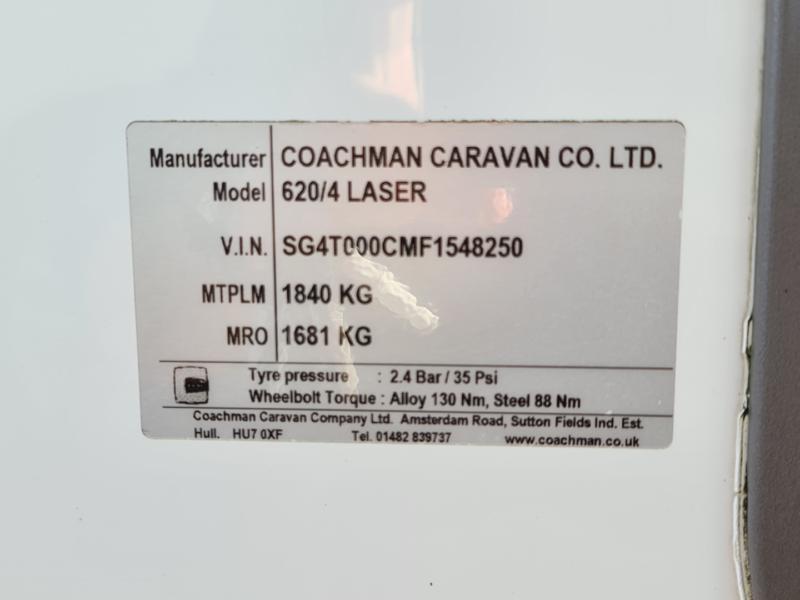 Manufacturer COACHMAN CARAVAN CO. LTD.
Model 620/4 LASER
V.I.N. SG4T000CMF1548250
MTPLM 1840 KG
MRO 1681 KG
Tyre pressure : 2.4 Bar / 35 Psi
Wheelbolt Torque : Alloy 130 Nm, Steel 88 Nm
Coachman Caravan Company Ltd. Amsterdam Road, Sutton Fields Ind. Est.
Hull. HU7 0XF Tel. 01482 839737 www.coachman.co.uk